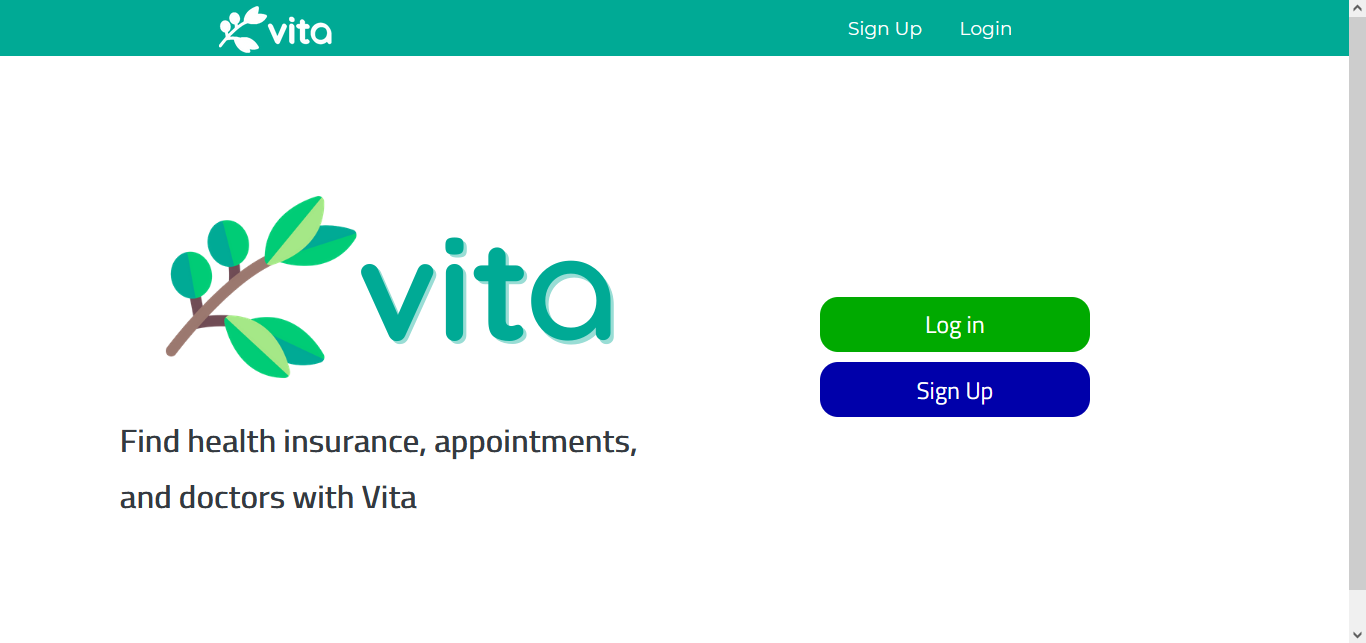 vita
Sign Up
Login
vita
Find health insurance, appointments,
and doctors with Vita
Log in
Sign Up